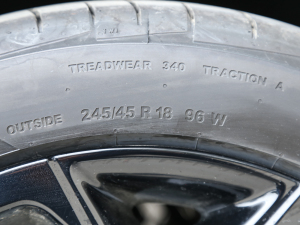 TREADWEAR 340 TRACTION A
OUTSIDE 245/45 R 18 96 W